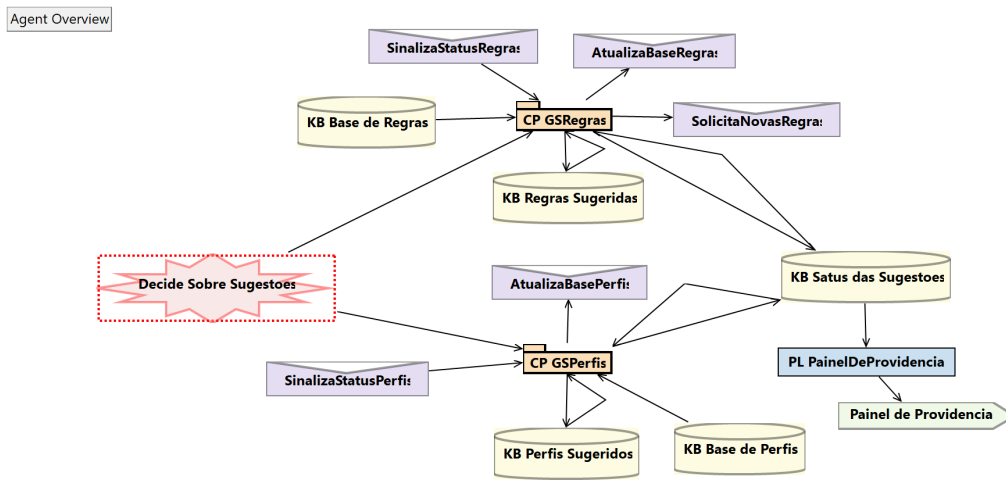 Agent Overview
SinalizaStatusRegras
AtualizaBaseRegras
KB Base de Regras
CP GSRegras
SolicitaNovasRegras
KB Regras Sugeridas
Decide Sobre Sugestoes
AtualizaBasePerfis
KB Satus das Sugestoes
SinalizaStatusPerfis
CP GSPerfis
PL PainelDeProvidencia
Painel de Providencia
KB Perfis Sugeridos
KB Base de Perfis